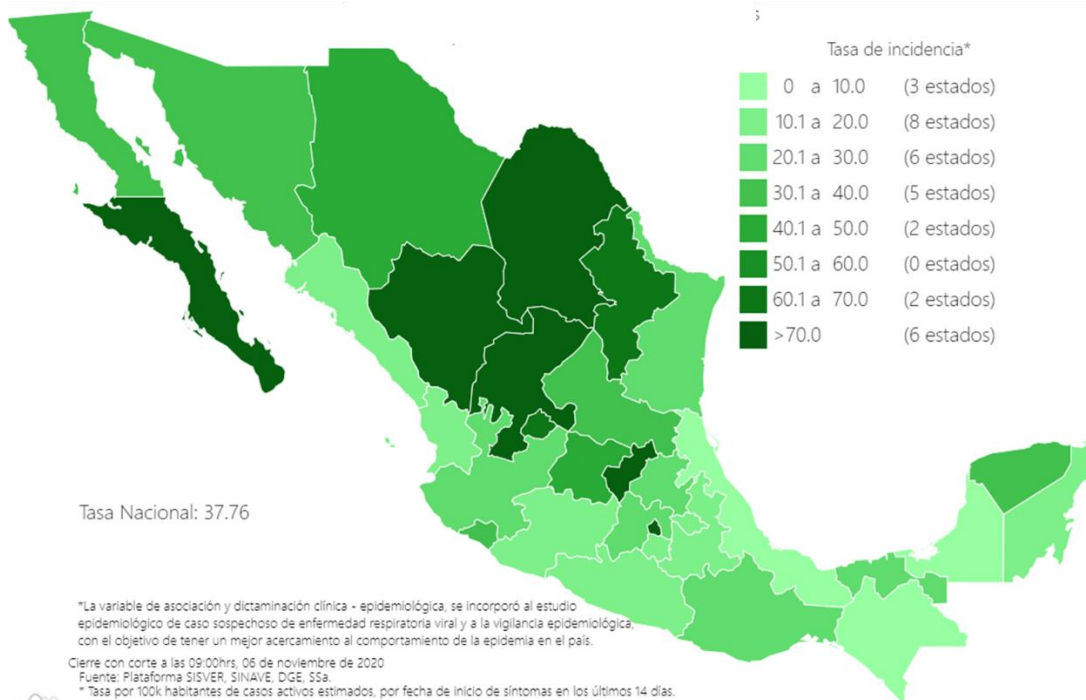 s
Tasa de incidencia*
0 a 10.0 (3 estados)
10.1 a 20.0 (8 estados)
20.1 a 30.0 (6 estados)
30.1 a 40.0 (5 estados)
40.1 a 50.0 (2 estados)
50.1 a 60.0 (0 estados)
60.1 a 70.0 (2 estados)
>70.0 (6 estados)
Tasa Nacional: 37.76
*La variable de asociación y dictaminación clínica - epidemiológica, se incorporó al estudio
epidemiológico de caso sospechoso de enfermedad respiratoria viral y a la vigilancia epidemiológica,
con el objetivo de tener un mejor acercamiento al comportamiento de la epidemia en el país.
Cierre con corte a las 09:00hrs, 06 de noviembre de 2020
Fuente: Plataforma SISVER, SINAVE, DGE, SSa.
* Tasa por 100k habitantes de casos activos estimados, por fecha de inicio de síntomas en los últimos 14 días.